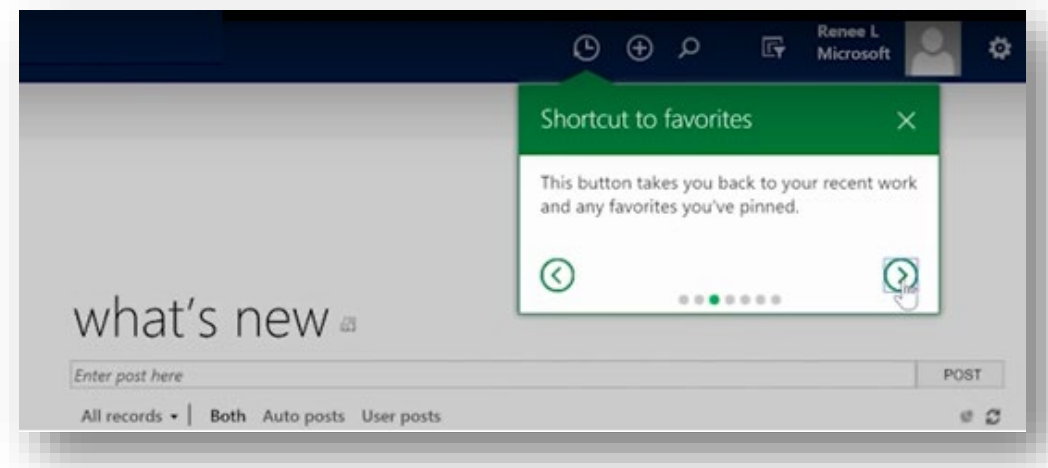 Renee L
Microsoft
Shortcut to favorites
This button takes you back to your recent work
and any favorites you've pinned.
what's new
Enter post here
POST
All records
Both Auto posts User posts